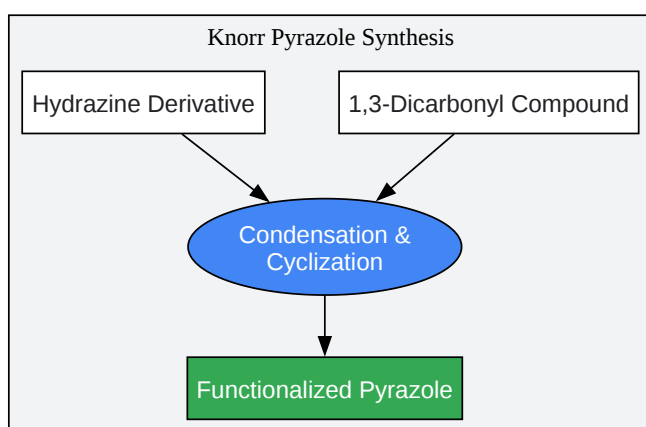 Knorr Pyrazole Synthesis
Hydrazine Derivative
1,3-Dicarbonyl Compound
Condensation &
Cyclization
Functionalized Pyrazole